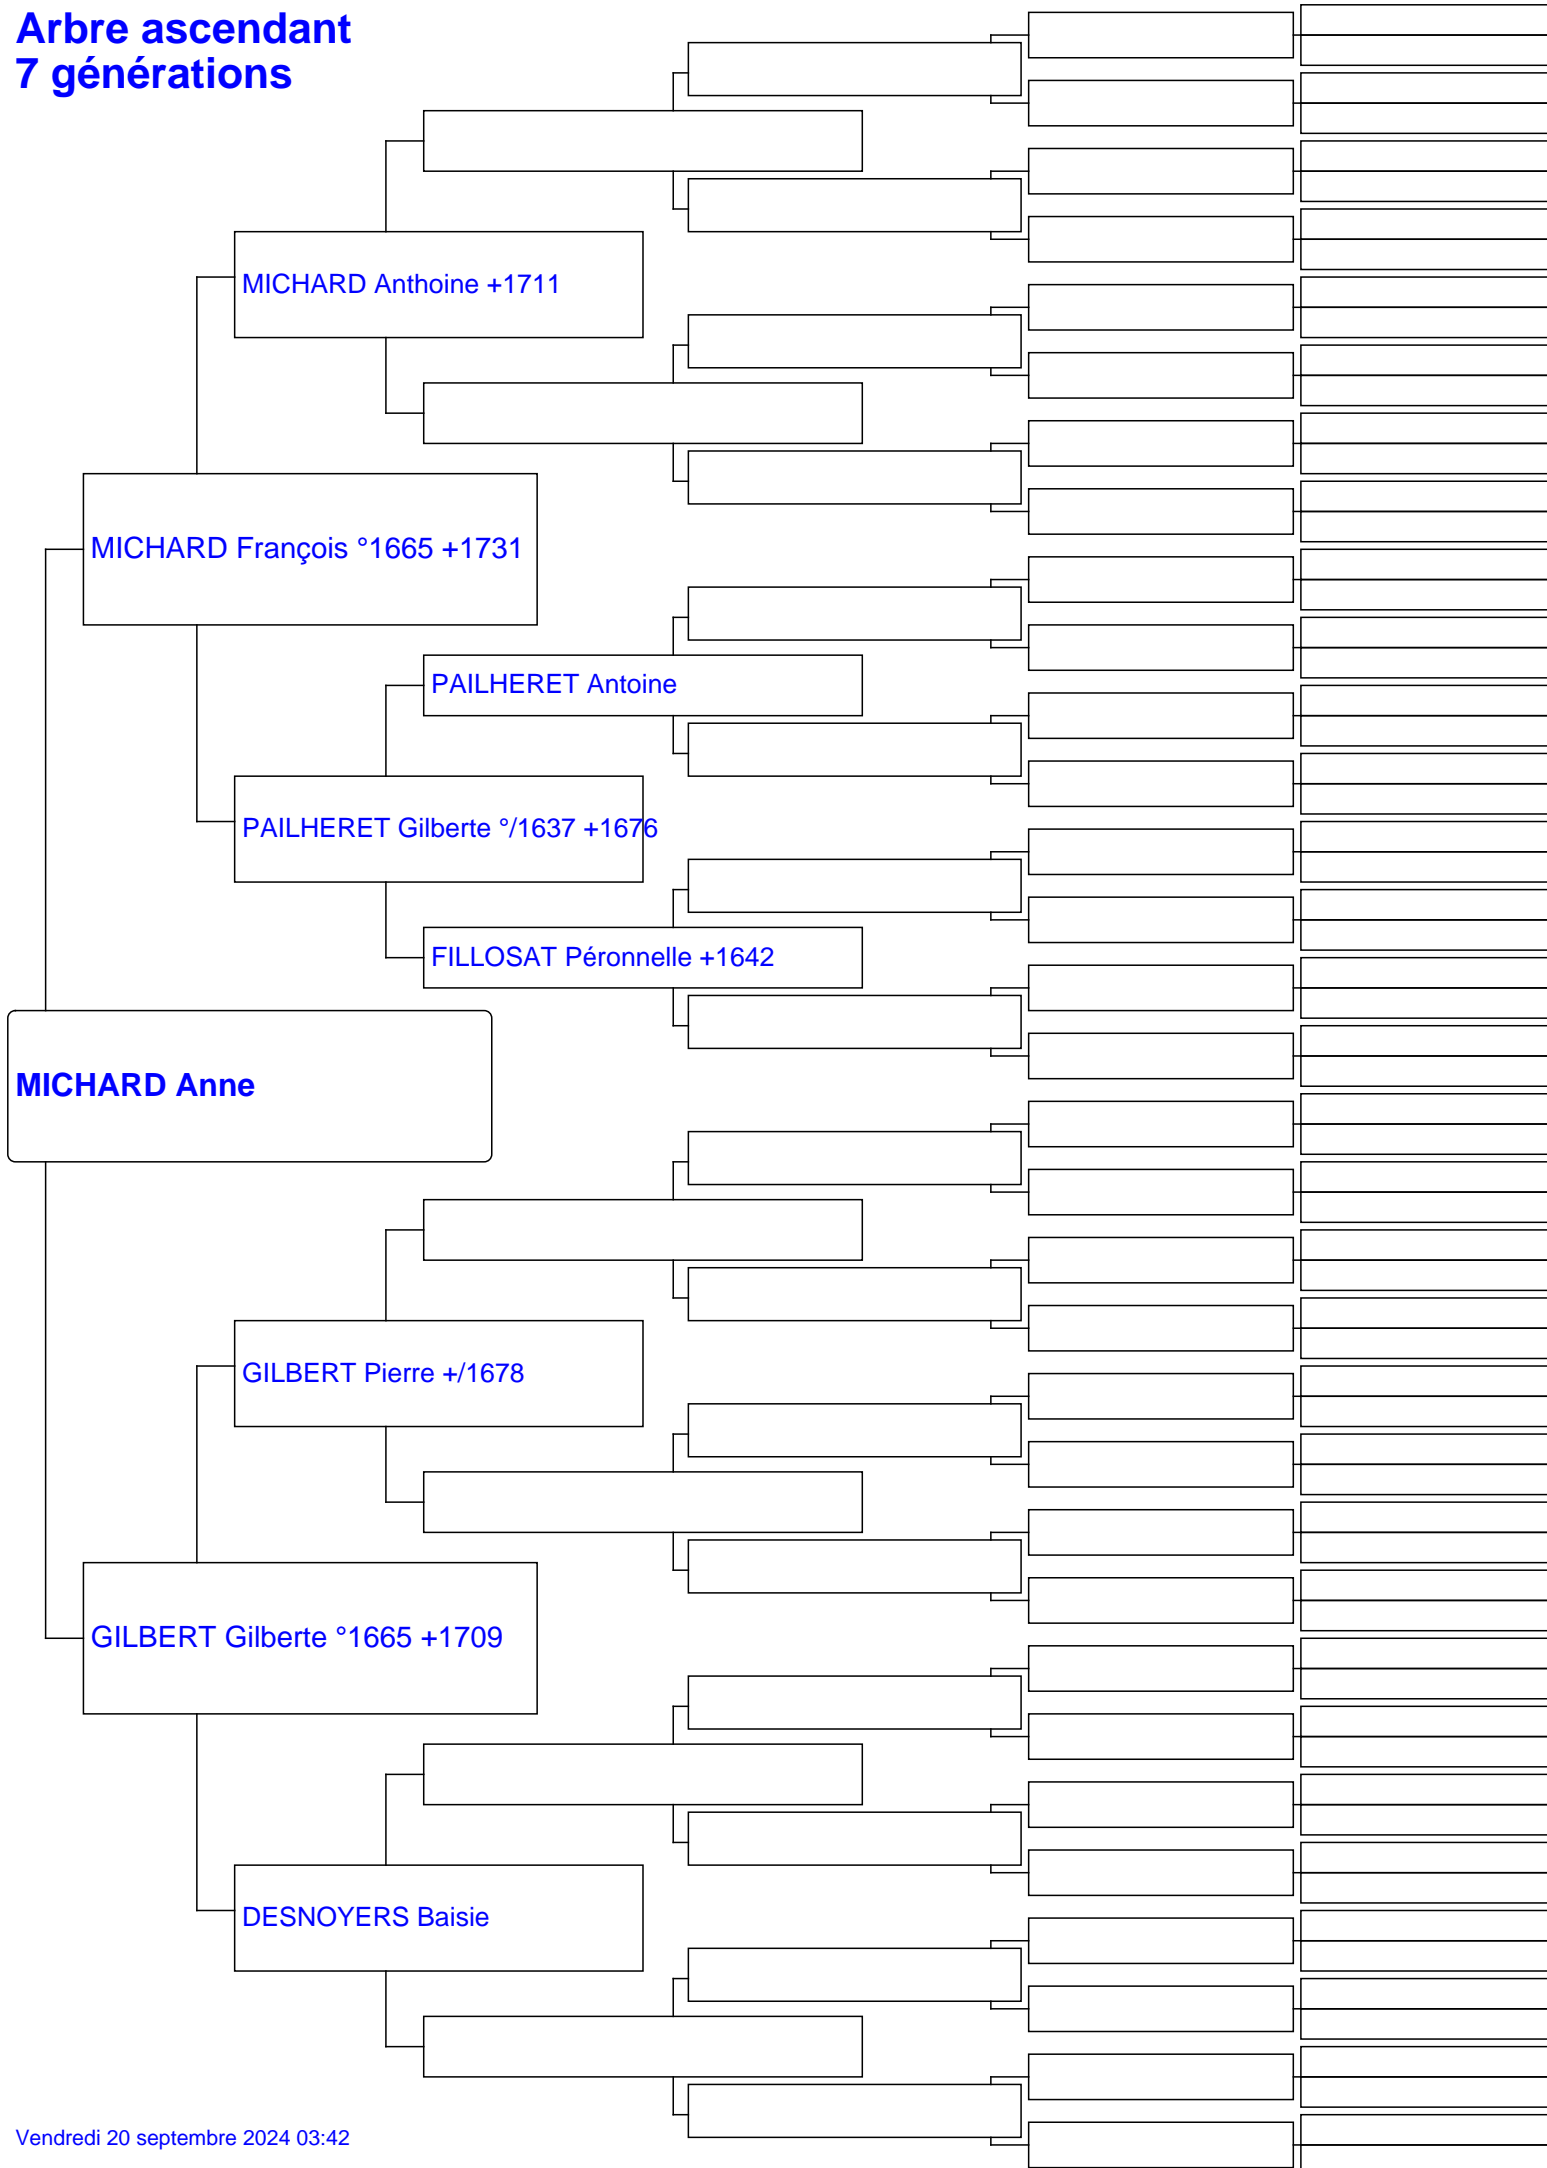 Arbre ascendant
7 générations
MICHARD Anthoine +1711
MICHARD François °1665 +1731
PAILHERET Antoine
PAILHERET Gilberte °/1637 +1676
FILLOSAT Péronnelle +1642
MICHARD Anne
GILBERT Pierre +/1678
GILBERT Gilberte °1665 +1709
DESNOYERS Baisie
Vendredi 20 septembre 2024 03:42